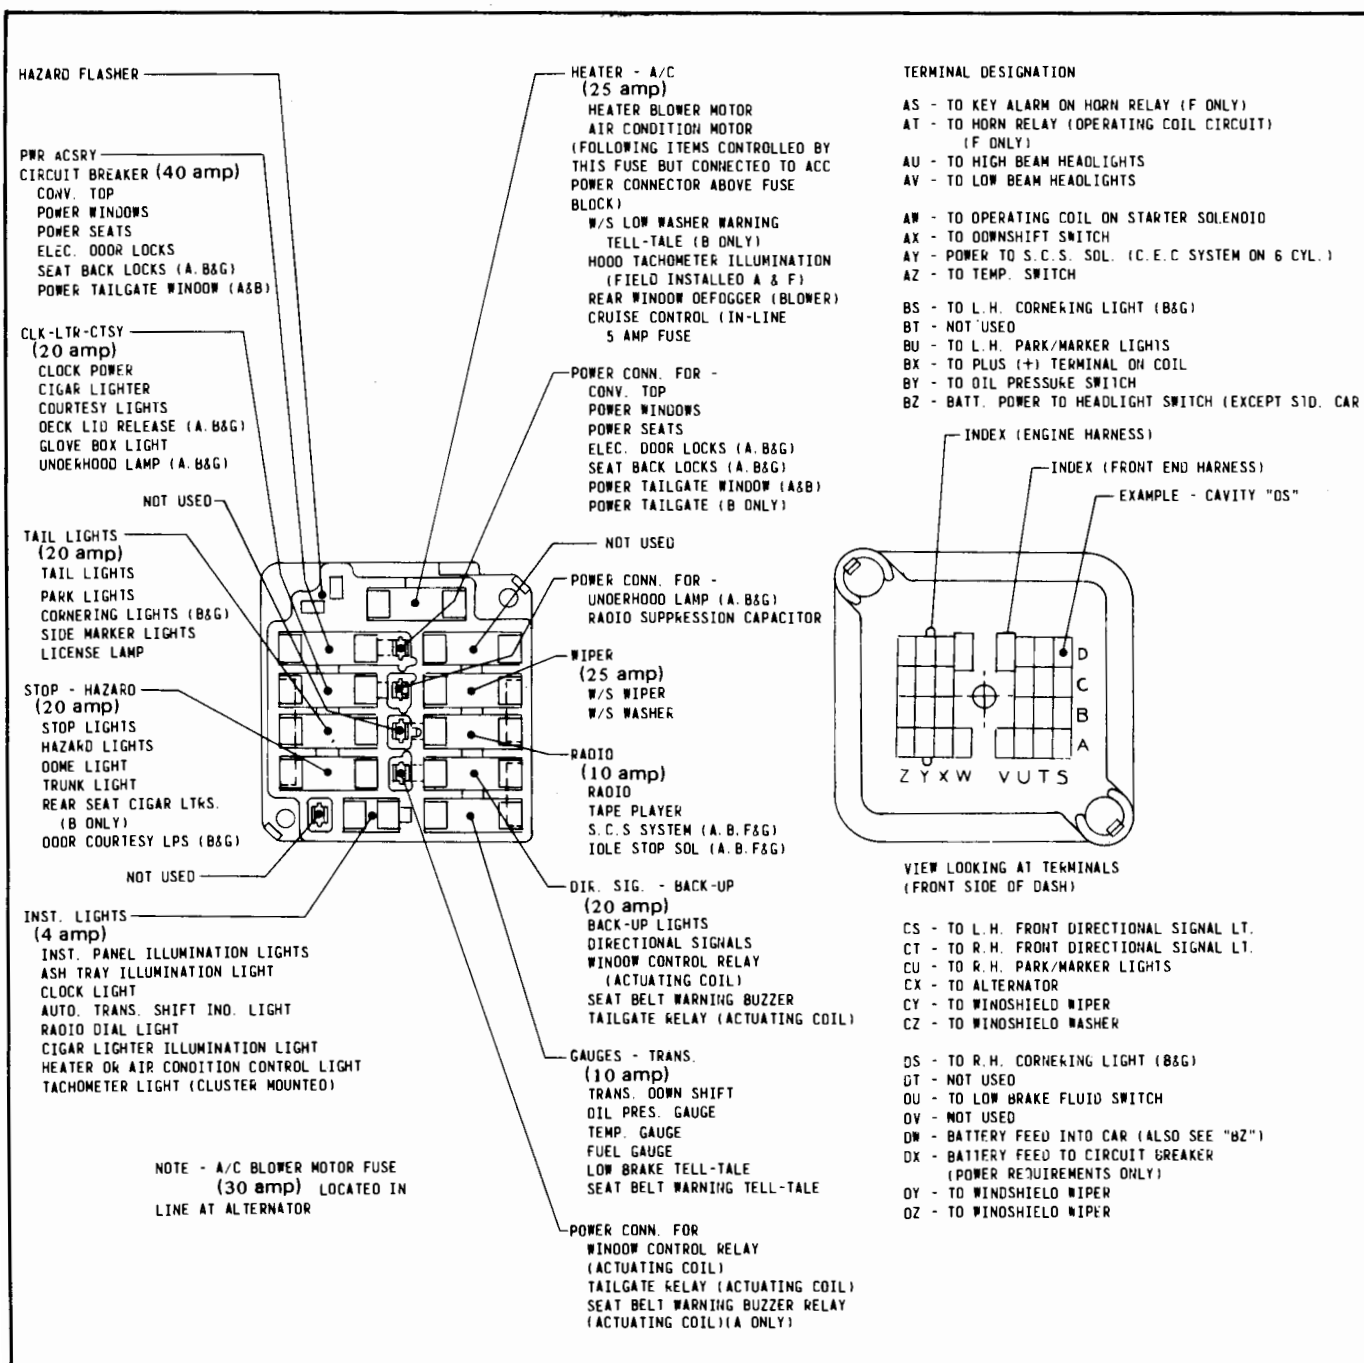 HAZARD FLASHER
PWR ACSRY
CIRCUIT BREAKER (40 amp)
CONV. TOP
POWER WINDOWS
POWER SEATS
ELEC. DOOR LOCKS
SEAT BACK LOCKS (A.B&G)
POWER TAILGATE WINDOW (A&B)
CLK-LTR-CTSY
(20 amp)
CLOCK POWER
CIGAR LIGHTER
COURTESY LIGHTS
DECK LID RELEASE (A.B&G)
GLOVE BOX LIGHT
UNDERHOOD LAMP (A.B&G)
NOT USED
TAIL LIGHTS
(20 amp)
TAIL LIGHTS
PARK LIGHTS
CORNERING LIGHTS (B&G)
SIDE MARKER LIGHTS
LICENSE LAMP
STOP - HAZARD
(20 amp)
STOP LIGHTS
HAZARD LIGHTS
DOME LIGHT
TRUNK LIGHT
REAR SEAT CIGAR LTRS.
(B ONLY)
DOOR COURTESY LPS (B&G)
NOT USED
INST. LIGHTS
(4 amp)
INST. PANEL ILLUMINATION LIGHTS
ASH TRAY ILLUMINATION LIGHT
CLOCK LIGHT
AUTO. TRANS. SHIFT IND. LIGHT
RADIO DIAL LIGHT
CIGAR LIGHTER ILLUMINATION LIGHT
HEATER OR AIR CONDITION CONTROL LIGHT
TACHOMETER LIGHT (CLUSTER MOUNTED)
NOTE - A/C BLOWER MOTOR FUSE
(30 amp) LOCATED IN
LINE AT ALTERNATOR
HEATER - A/C
(25 amp)
HEATER BLOWER MOTOR
AIR CONDITION MOTOR
(FOLLOWING ITEMS CONTROLLED BY
THIS FUSE BUT CONNECTED TO ACC
POWER CONNECTOR ABOVE FUSE
BLOCK)
W/S LOW WASHER WARNING
TELL-TALE (B ONLY)
HOOD TACHOMETER ILLUMINATION
(FIELD INSTALLED A & F)
REAR WINDOW DEFOGGER (BLOWER)
CRUISE CONTROL (IN-LINE
5 AMP FUSE
POWER CONN. FOR -
CONV. TOP
POWER WINDOWS
POWER SEATS
ELEC. DOOR LOCKS (A.B&G)
SEAT BACK LOCKS (A.B&G)
POWER TAILGATE WINDOW (A&B)
POWER TAILGATE (B ONLY)
NOT USED
POWER CONN. FOR -
UNDERHOOD LAMP (A.B&G)
RADIO SUPPRESSION CAPACITOR
WIPER
(25 amp)
W/S WIPER
W/S WASHER
RADIO
(10 amp)
RADIO
TAPE PLAYER
S.C.S SYSTEM (A.B.F&G)
IDLE STOP SOL (A.B.F&G)
DIR. SIG. - BACK-UP
(20 amp)
BACK-UP LIGHTS
DIRECTIONAL SIGNALS
WINDOW CONTROL RELAY
(ACTUATING COIL)
SEAT BELT WARNING BUZZER
TAILGATE RELAY (ACTUATING COIL)
GAUGES - TRANS.
(10 amp)
TRANS. DOWN SHIFT
OIL PRES. GAUGE
TEMP. GAUGE
FUEL GAUGE
LOW BRAKE TELL-TALE
SEAT BELT WARNING TELL-TALE
POWER CONN. FOR
WINDOW CONTROL RELAY
(ACTUATING COIL)
TAILGATE RELAY (ACTUATING COIL)
SEAT BELT WARNING BUZZER RELAY
(ACTUATING COIL)(A ONLY)
TERMINAL DESIGNATION
AS - TO KEY ALARM ON HORN RELAY (F ONLY)
AT - TO HORN RELAY (OPERATING COIL CIRCUIT)
(F ONLY)
AU - TO HIGH BEAM HEADLIGHTS
AV - TO LOW BEAM HEADLIGHTS
AW - TO OPERATING COIL ON STARTER SOLENOID
AX - TO DOWNSHIFT SWITCH
AY - POWER TO S.C.S. SOL. (C.E.C SYSTEM ON 6 CYL.)
AZ - TO TEMP. SWITCH
BS - TO L.H. CORNERING LIGHT (B&G)
BT - NOT USED
BU - TO L.H. PARK/MARKER LIGHTS
BX - TO PLUS (+) TERMINAL ON COIL
BY - TO OIL PRESSURE SWITCH
BZ - BATT. POWER TO HEADLIGHT SWITCH (EXCEPT STD. CAR
INDEX (ENGINE HARNESS)
INDEX (FRONT END HARNESS)
EXAMPLE - CAVITY "DS"
D
C
B
A
Z Y X W V U T S
VIEW LOOKING AT TERMINALS
(FRONT SIDE OF DASH)
CS - TO L.H. FRONT DIRECTIONAL SIGNAL LT.
CT - TO R.H. FRONT DIRECTIONAL SIGNAL LT.
CU - TO R.H. PARK/MARKER LIGHTS
CX - TO ALTERNATOR
CY - TO WINDSHIELD WIPER
CZ - TO WINDSHIELD WASHER
DS - TO R.H. CORNERING LIGHT (B&G)
DT - NOT USED
DU - TO LOW BRAKE FLUID SWITCH
DV - NOT USED
DW - BATTERY FEED INTO CAR (ALSO SEE "BZ")
DX - BATTERY FEED TO CIRCUIT BREAKER
(POWER REQUIREMENTS ONLY)
DY - TO WINDSHIELD WIPER
DZ - TO WINDSHIELD WIPER